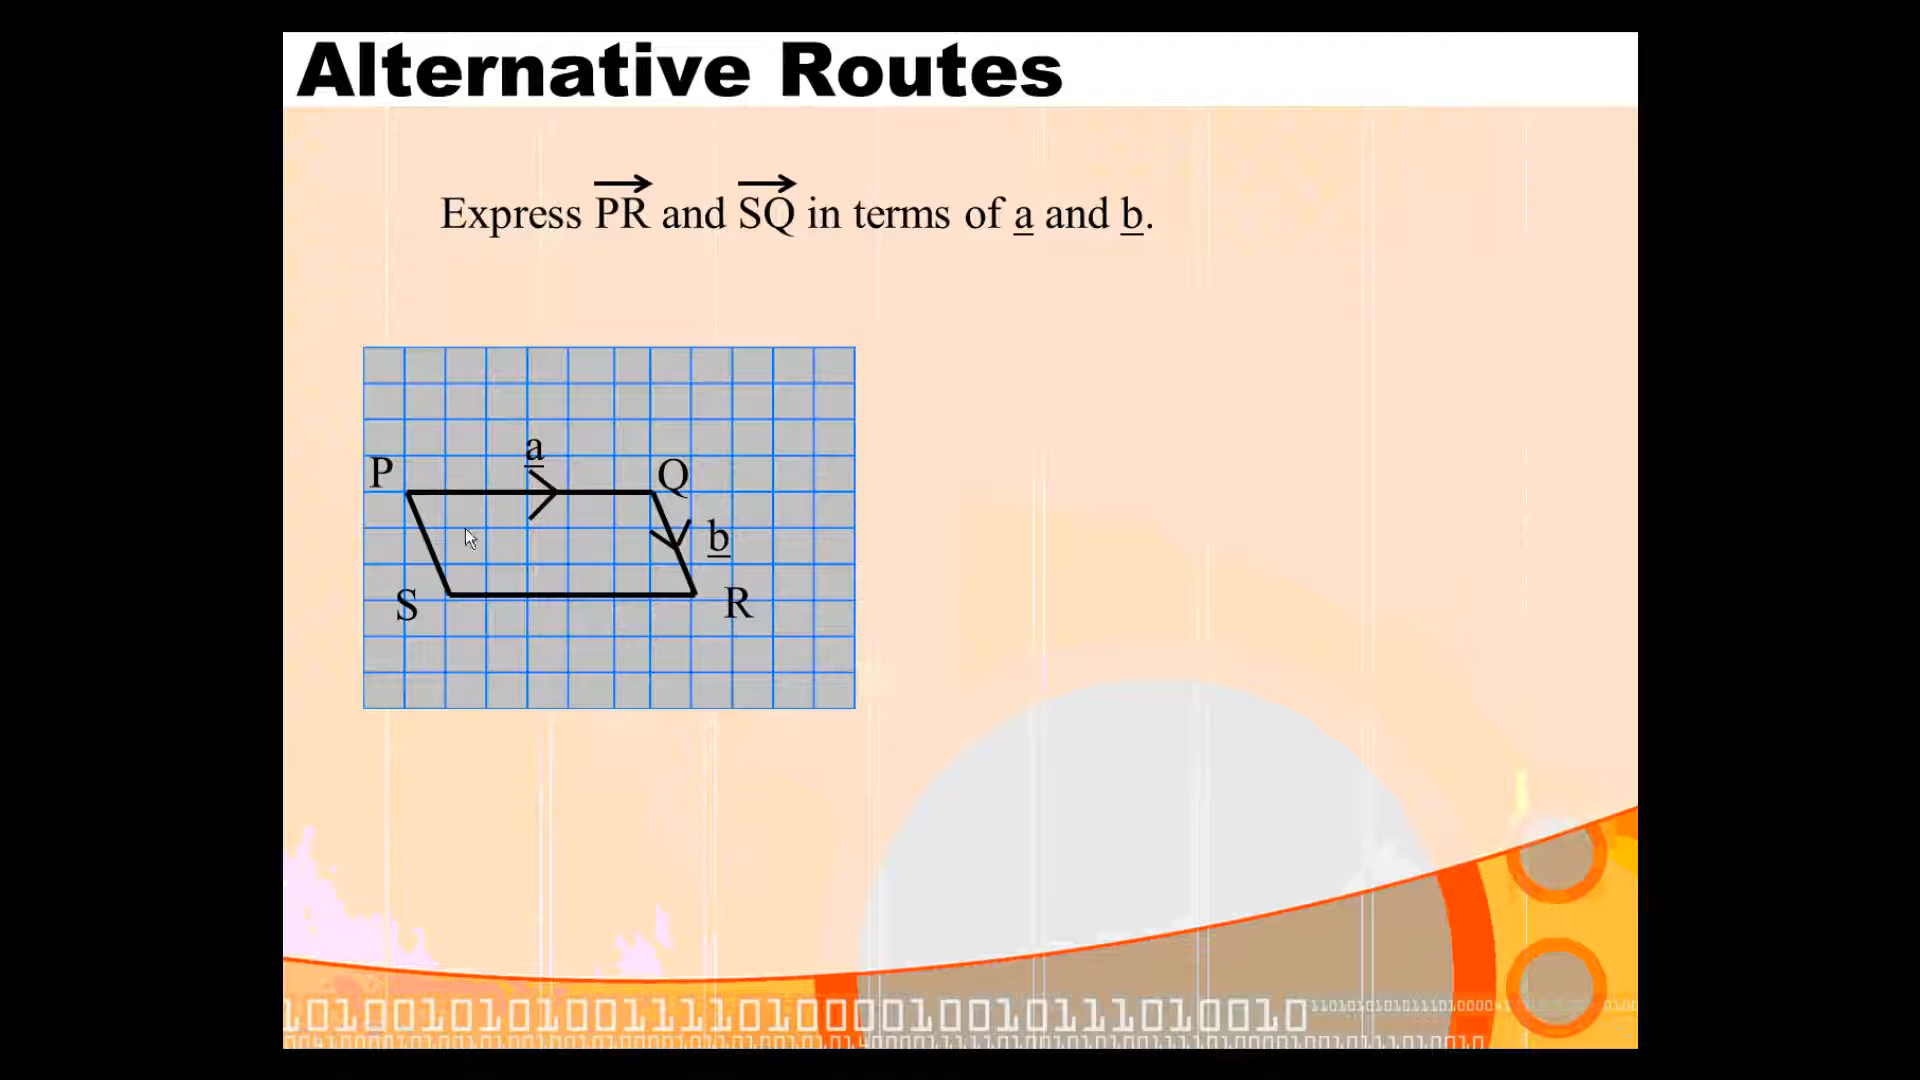 Alternative Routes
Express PR and SQ in terms of a and b.
a
P
Q
b
S
R